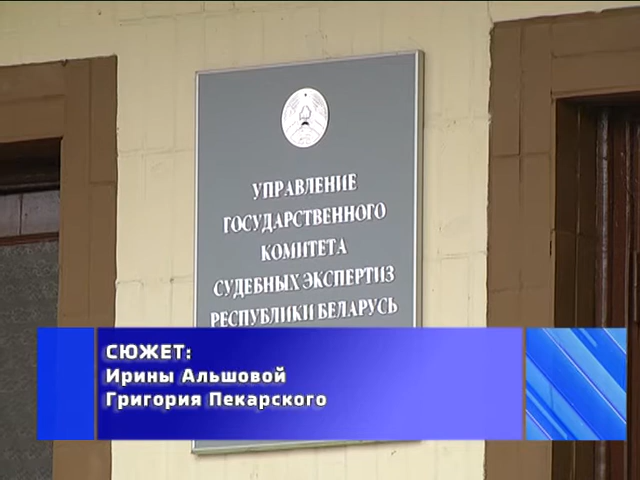 УПРАВЛЕНИЕ
ГОСУДАРСТВЕННОГО
КОМИТЕТА
СУДЕБНЫХ ЭКСПЕРТИЗ
РЕСПУБЛИКИ БЕЛАРУСЬ
СЮЖЕТ:
Ирины Альшовой
Григория Пекарского